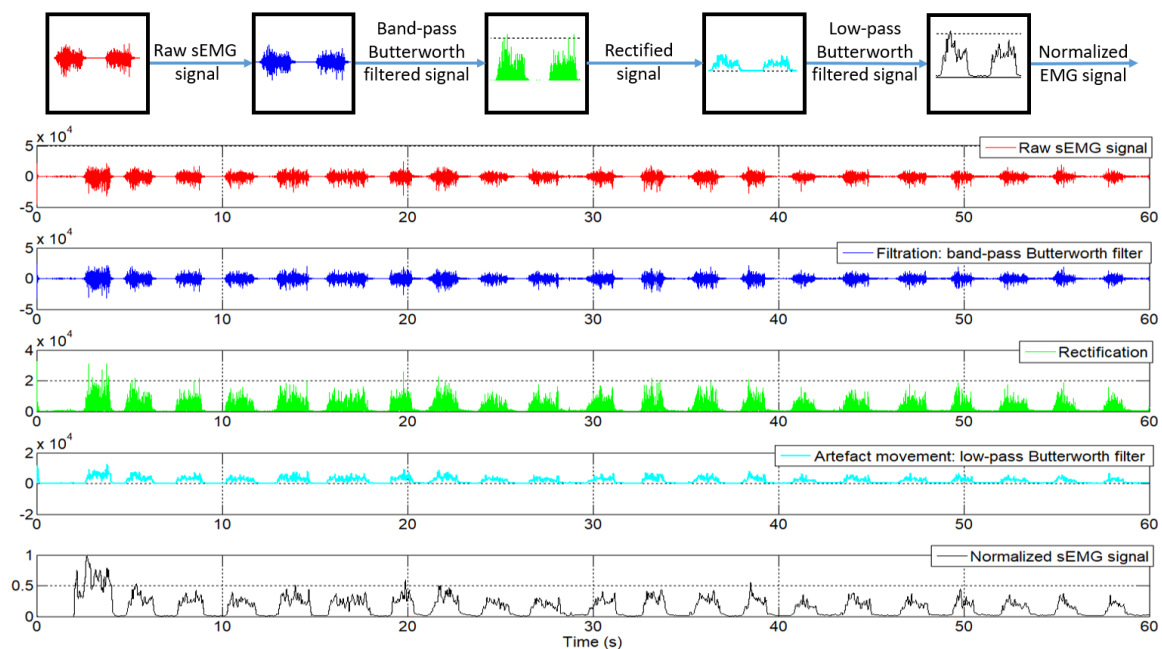 Raw sEMG
signal
Band-pass
Butterworth
filtered signal
Rectified
signal
Low-pass
Butterworth
filtered signal
Normalized
EMG signal
x 10^4
5
0
-5
Raw sEMG signal
0 10 20 30 40 50 60
x 10^4
5
0
-5
Filtration: band-pass Butterworth filter
0 10 20 30 40 50 60
x 10^4
4
2
0
Rectification
0 10 20 30 40 50 60
x 10^4
2
0
-2
Artefact movement: low-pass Butterworth filter
0 10 20 30 40 50 60
1
0.5
0
Normalized sEMG signal
0 10 20 30 40 50 60
Time (s)